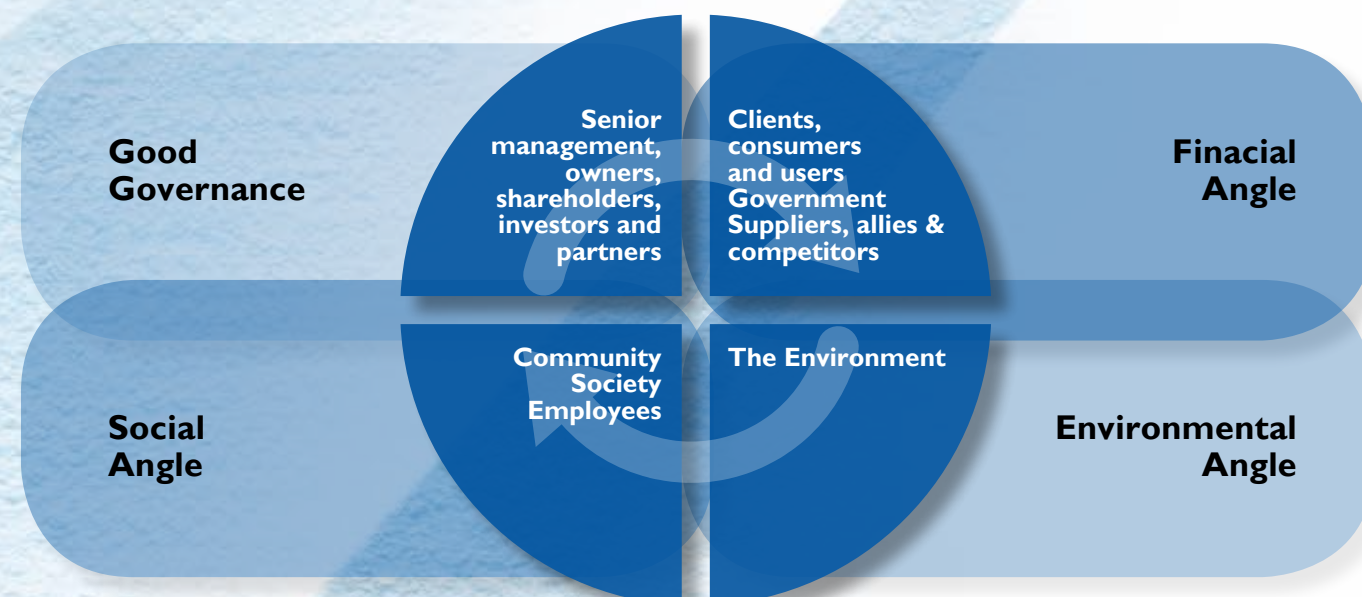 Good
Governance
Senior
management,
owners,
shareholders,
investors and
partners
Clients,
consumers
and users
Government
Suppliers, allies &
competitors
Finacial
Angle
Social
Angle
Community
Society
Employees
The Environment
Environmental
Angle